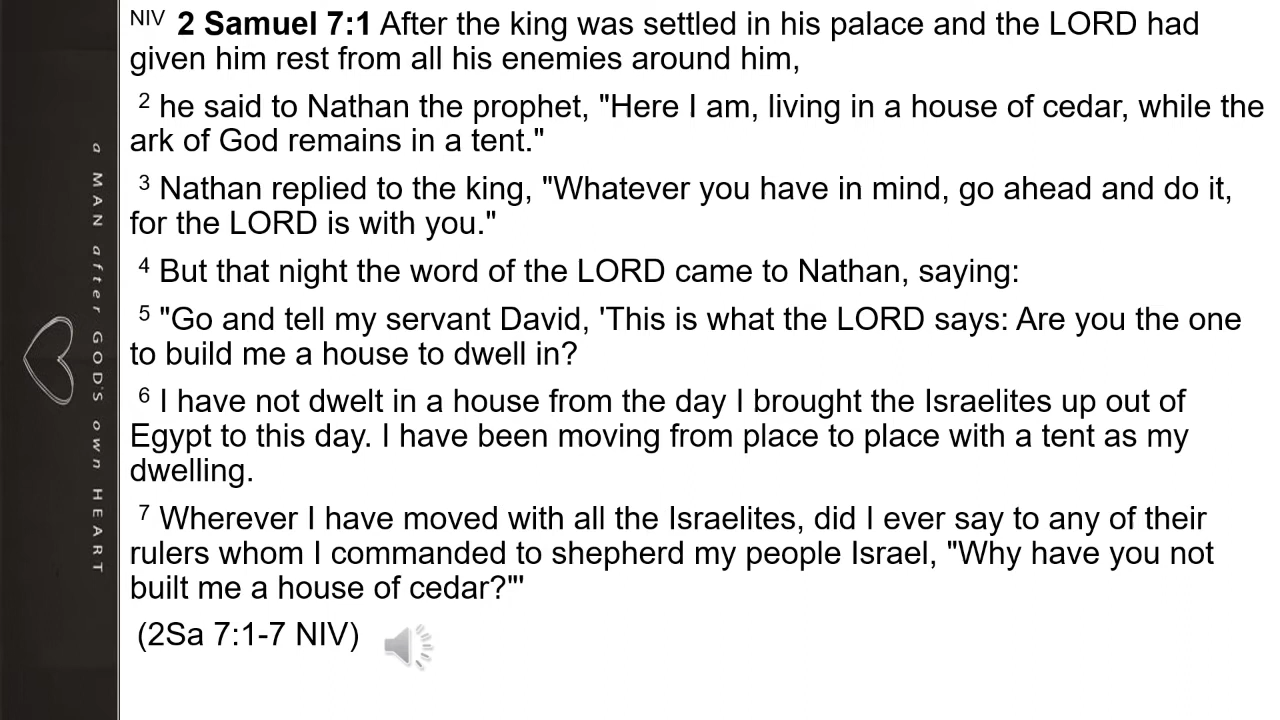 a MAN after GOD'S own HEART
NIV 2 Samuel 7:1 After the king was settled in his palace and the LORD had
given him rest from all his enemies around him,
2 he said to Nathan the prophet, "Here I am, living in a house of cedar, while the
ark of God remains in a tent."
3 Nathan replied to the king, "Whatever you have in mind, go ahead and do it,
for the LORD is with you."
4 But that night the word of the LORD came to Nathan, saying:
5 "Go and tell my servant David, 'This is what the LORD says: Are you the one
to build me a house to dwell in?
6 I have not dwelt in a house from the day I brought the Israelites up out of
Egypt to this day. I have been moving from place to place with a tent as my
dwelling.
7 Wherever I have moved with all the Israelites, did I ever say to any of their
rulers whom I commanded to shepherd my people Israel, "Why have you not
built me a house of cedar?"'
(2Sa 7:1-7 NIV)